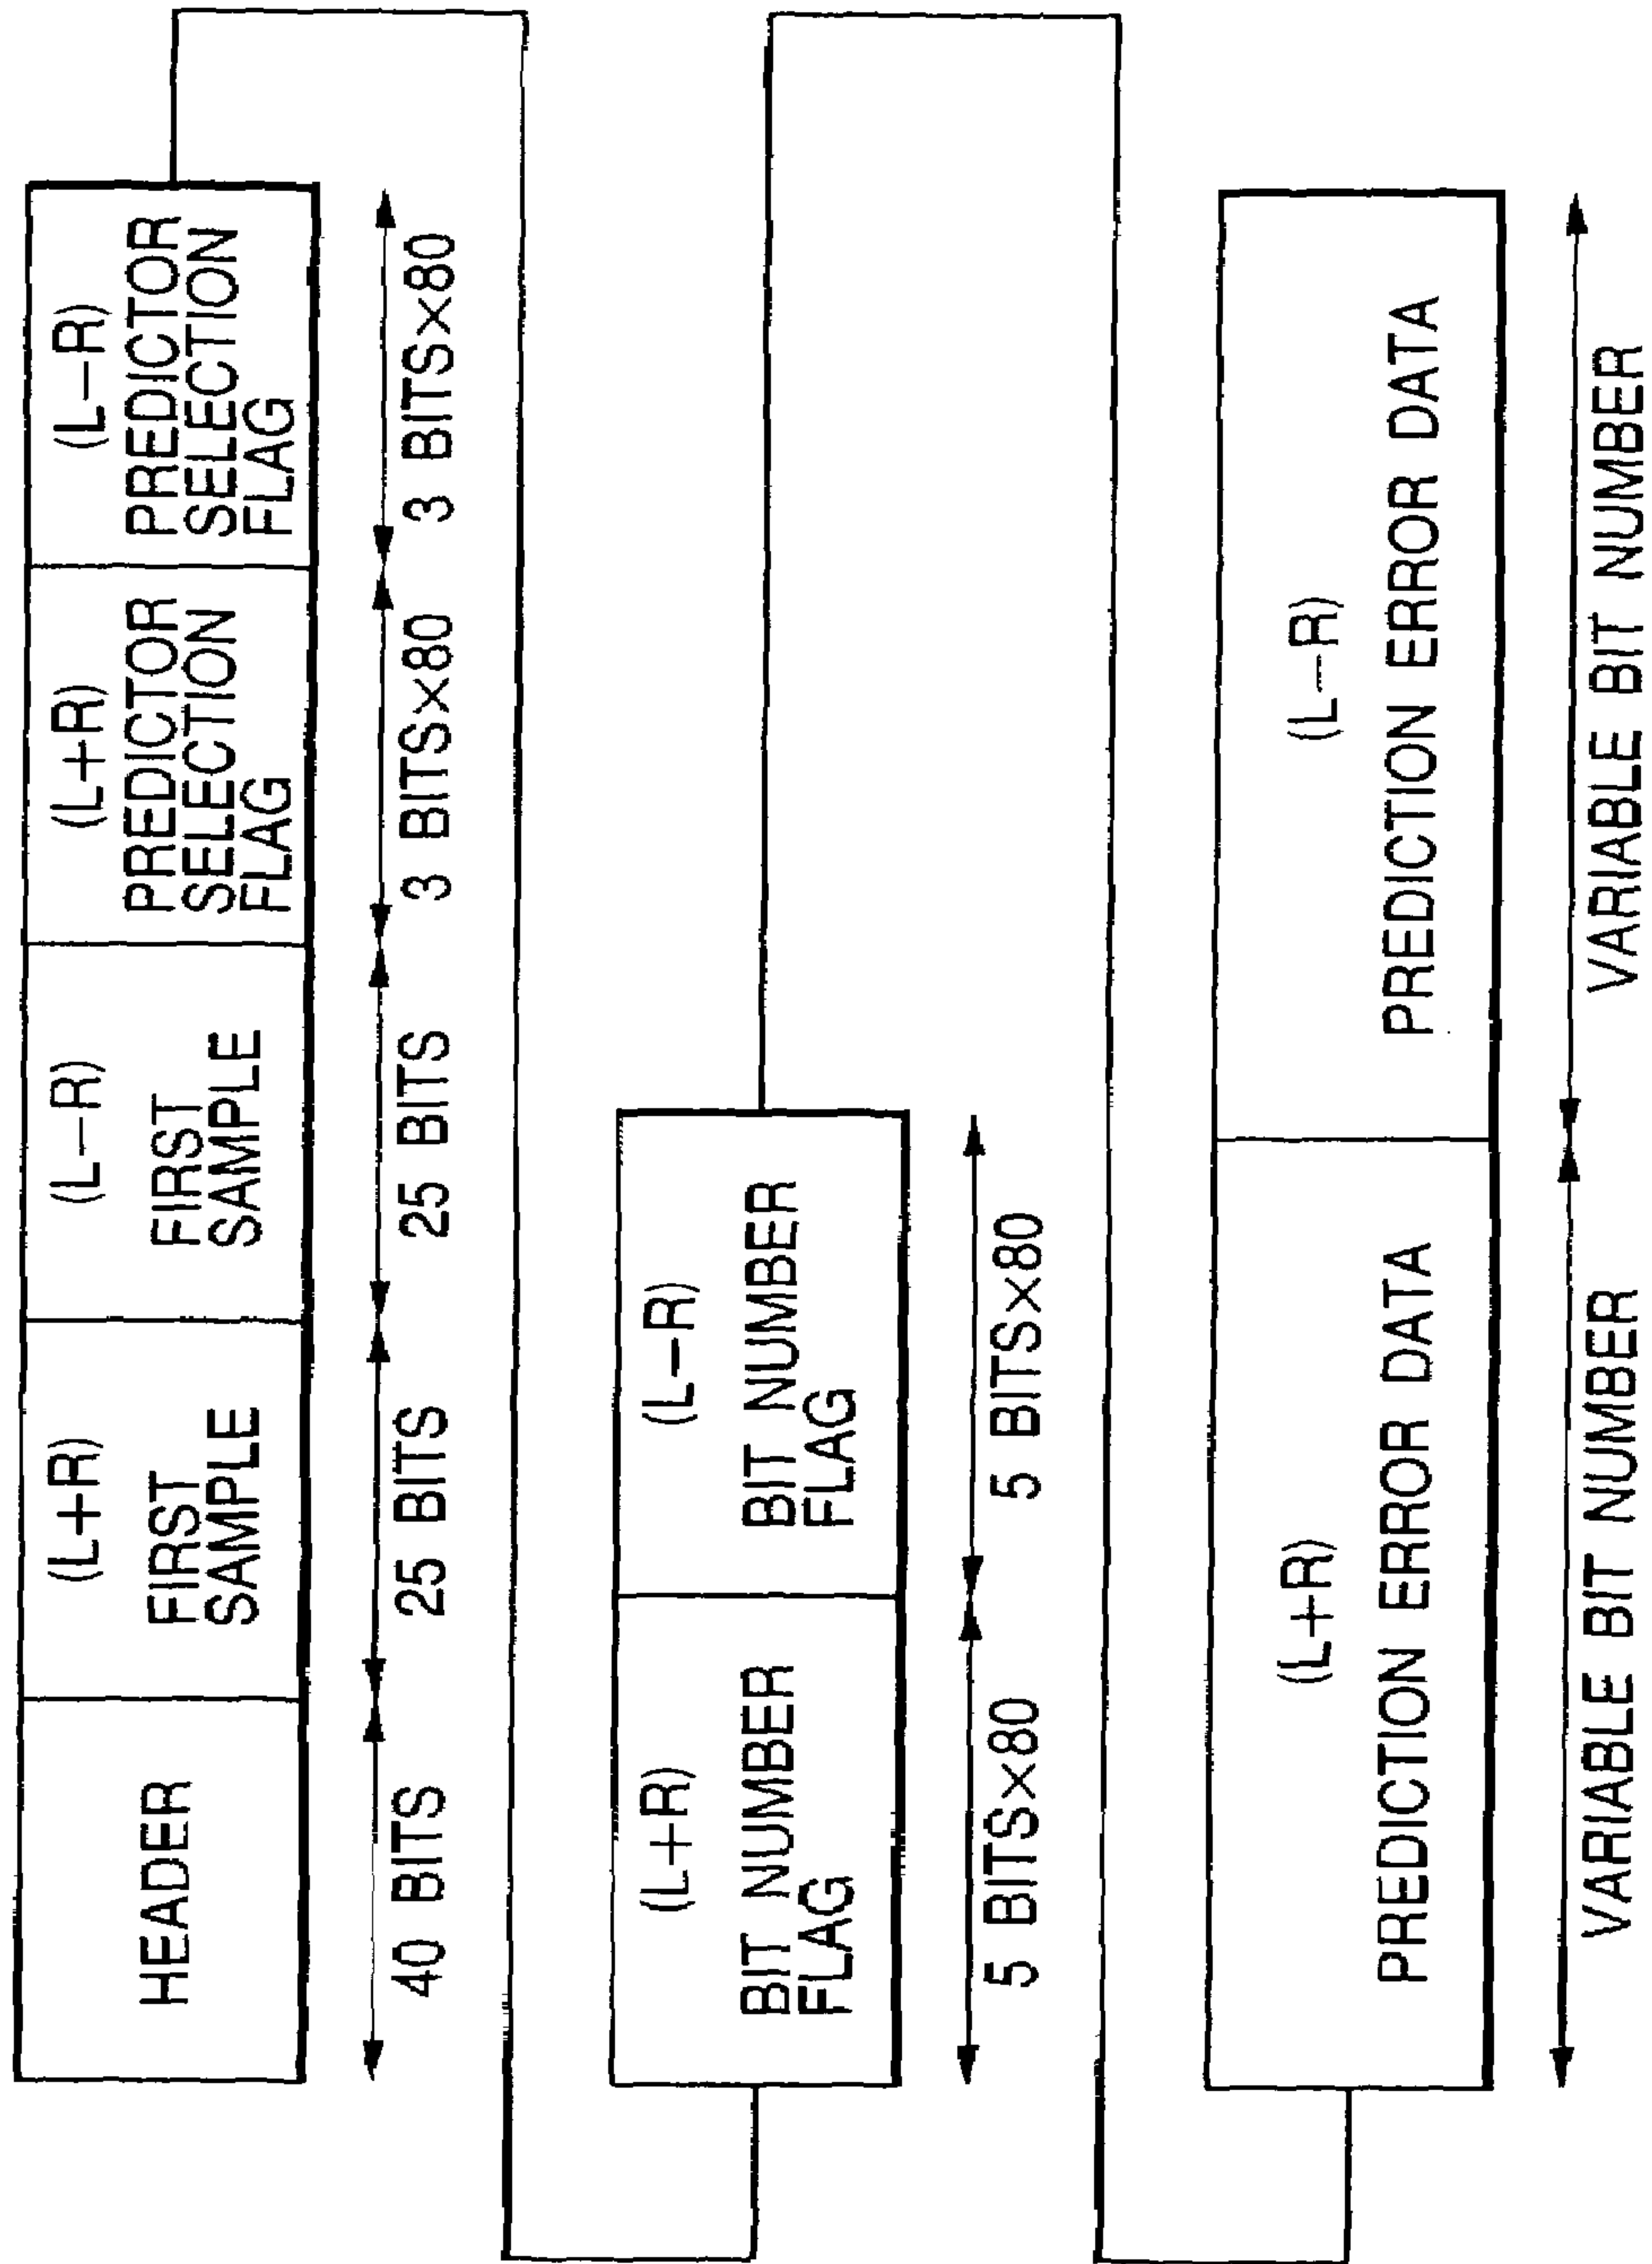 HEADER
(L+R)
FIRST
SAMPLE
(L−R)
FIRST
SAMPLE
(L+R)
PREDICTOR
SELECTION
FLAG
(L−R)
PREDICTOR
SELECTION
FLAG
40 BITS
25 BITS
25 BITS
3 BITS×80
3 BITS×80
(L+R)
BIT NUMBER
FLAG
(L−R)
BIT NUMBER
FLAG
5 BITS×80
5 BITS×80
(L+R)
PREDICTION ERROR DATA
(L−R)
PREDICTION ERROR DATA
VARIABLE BIT NUMBER
VARIABLE BIT NUMBER